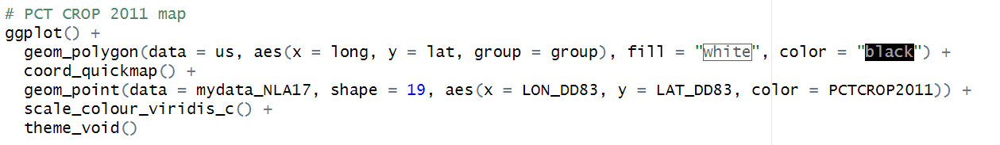 # PCT CROP 2011 map
ggplot() +
  geom_polygon(data = us, aes(x = long, y = lat, group = group), fill = "white", color = "black") +
  coord_quickmap() +
  geom_point(data = mydata_NLA17, shape = 19, aes(x = LON_DD83, y = LAT_DD83, color = PCTCROP2011)) +
  scale_colour_viridis_c() +
  theme_void()